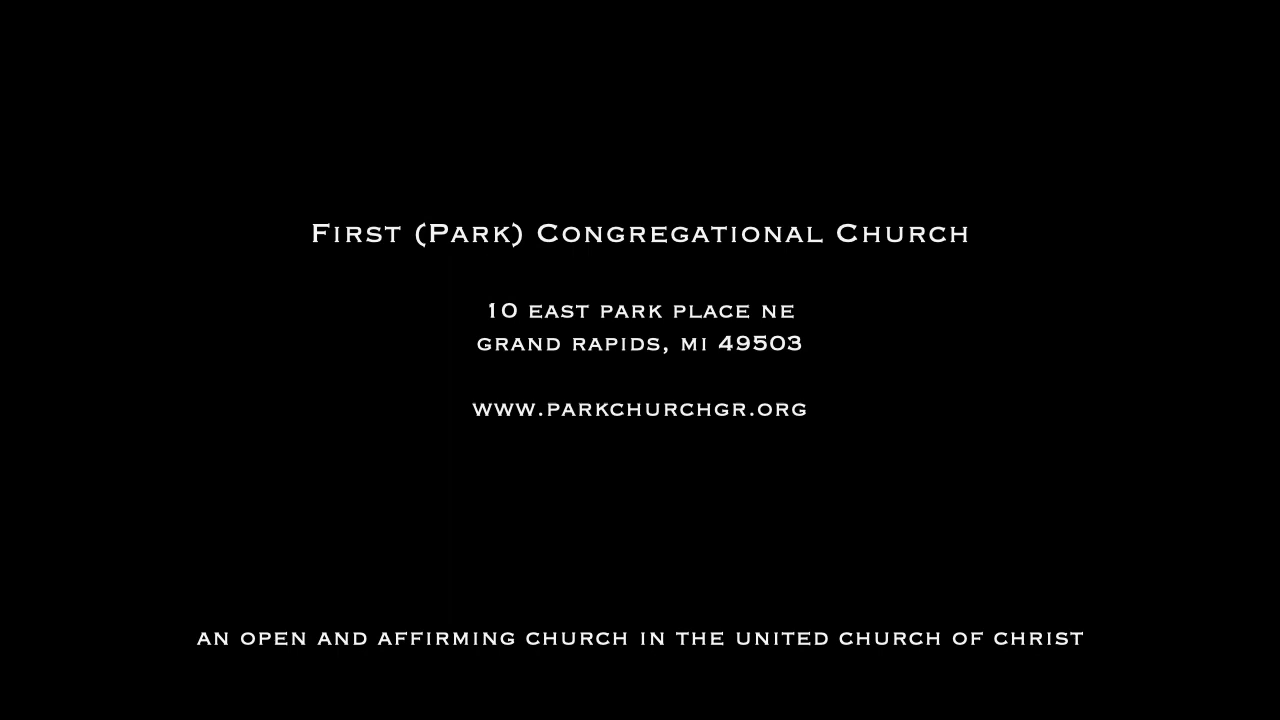 First (Park) Congregational Church
10 east park place ne
grand rapids, mi 49503
www.parkchurchgr.org
an open and affirming church in the united church of christ